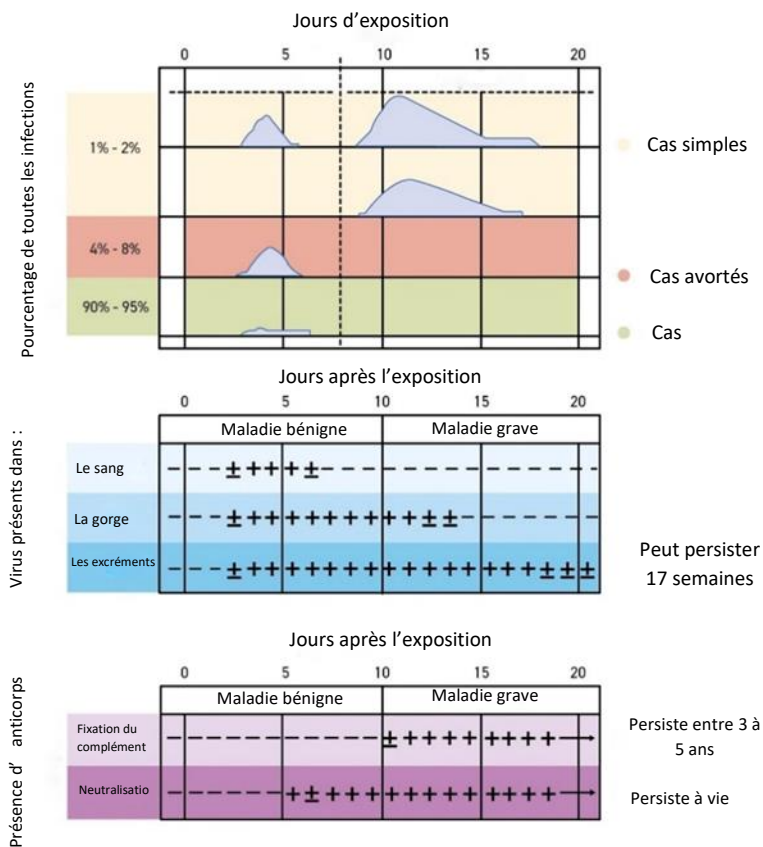 Jours d'exposition
0 5 10 15 20
Pourcentage de toutes les infections
1% - 2%
4% - 8%
90% - 95%
Cas simples
Cas avortés
Cas
Jours après l'exposition
0 5 10 15 20
Maladie bénigne Maladie grave
Virus présents dans :
Le sang
– – – ± + + + ± – – – – – – – – – – – – – –
La gorge
– – – ± + + + + + + + + + ± ± – – – – – – –
Les excréments
– – – ± + + + + + + + + + + + + + + + ± ± ±
Peut persister
17 semaines
Jours après l'exposition
0 5 10 15 20
Maladie bénigne Maladie grave
Présence d' anticorps
Fixation du
complément
– – – – – – – – – – – ± + + + + + + + + →
Persiste entre 3 à
5 ans
Neutralisatio
– – – – – – + ± + + + + + + + + + + + + →
Persiste à vie